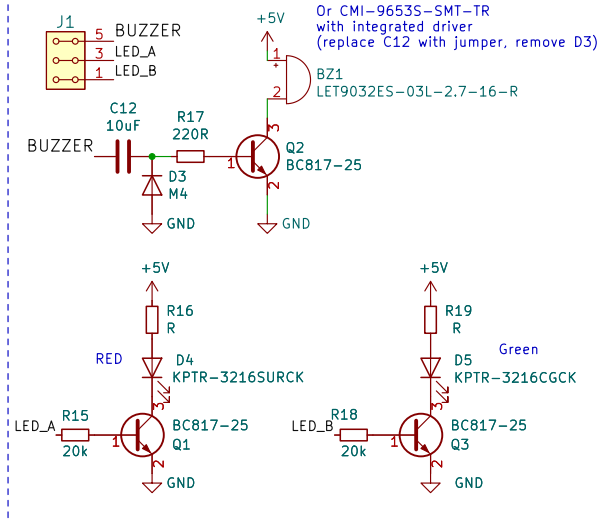 Or CMI-9653S-SMT-TR
with integrated driver
(replace C12 with jumper, remove D3)
J1
5 BUZZER
3 LED_A
1 LED_B
+5V
1
+
2
BZ1
LET9032ES-03L-2.7-16-R
C12
10uF
R17
220R
BUZZER
1
3
2
Q2
BC817-25
D3
M4
GND
GND
+5V
R16
R
RED
D4
KPTR-3216SURCK
LED_A
R15
20k
1
3
2
BC817-25
Q1
GND
+5V
R19
R
Green
D5
KPTR-3216CGCK
LED_B
R18
20k
1
3
2
BC817-25
Q3
GND